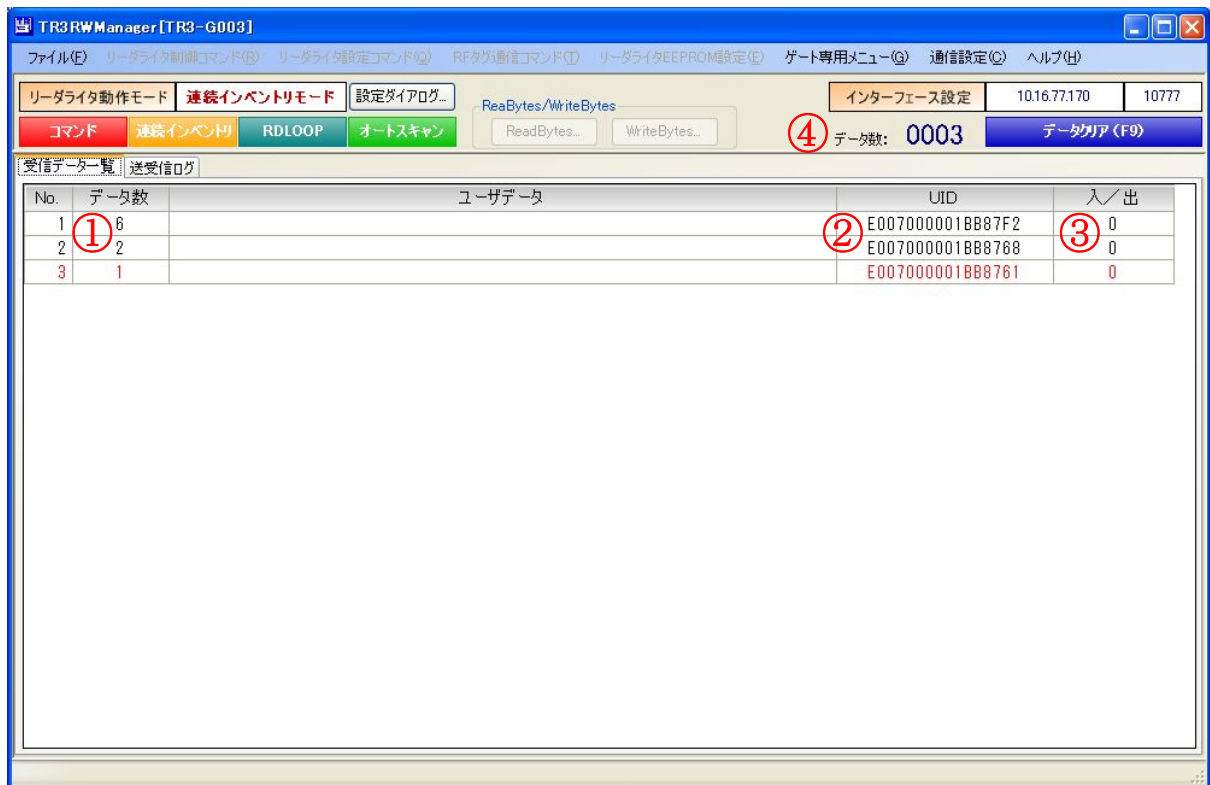 TR3RWManager[TR3-G003]
ファイル(F) リーダライタ制御コマンド(R) リーダライタ設定コマンド(Q) RFタグ通信コマンド(T) リーダライタEEPROM設定(E) ゲート専用メニュー(G) 通信設定(C) ヘルプ(H)
リーダライタ動作モード 連続インベントリモード 設定ダイアログ... ReaBytes/WriteBytes インターフェース設定 10.16.77.170 10777
コマンド 連続インベントリ RDLOOP オートスキャン ReadBytes... WriteBytes... ④ データ数: 0003 データクリア(F9)
受信データ一覧 送受信ログ
No. データ数 ユーザデータ UID 入/出
① ② ③
1 6 E007000001BB87F2 0
2 2 E007000001BB8768 0
3 1 E007000001BB8761 0